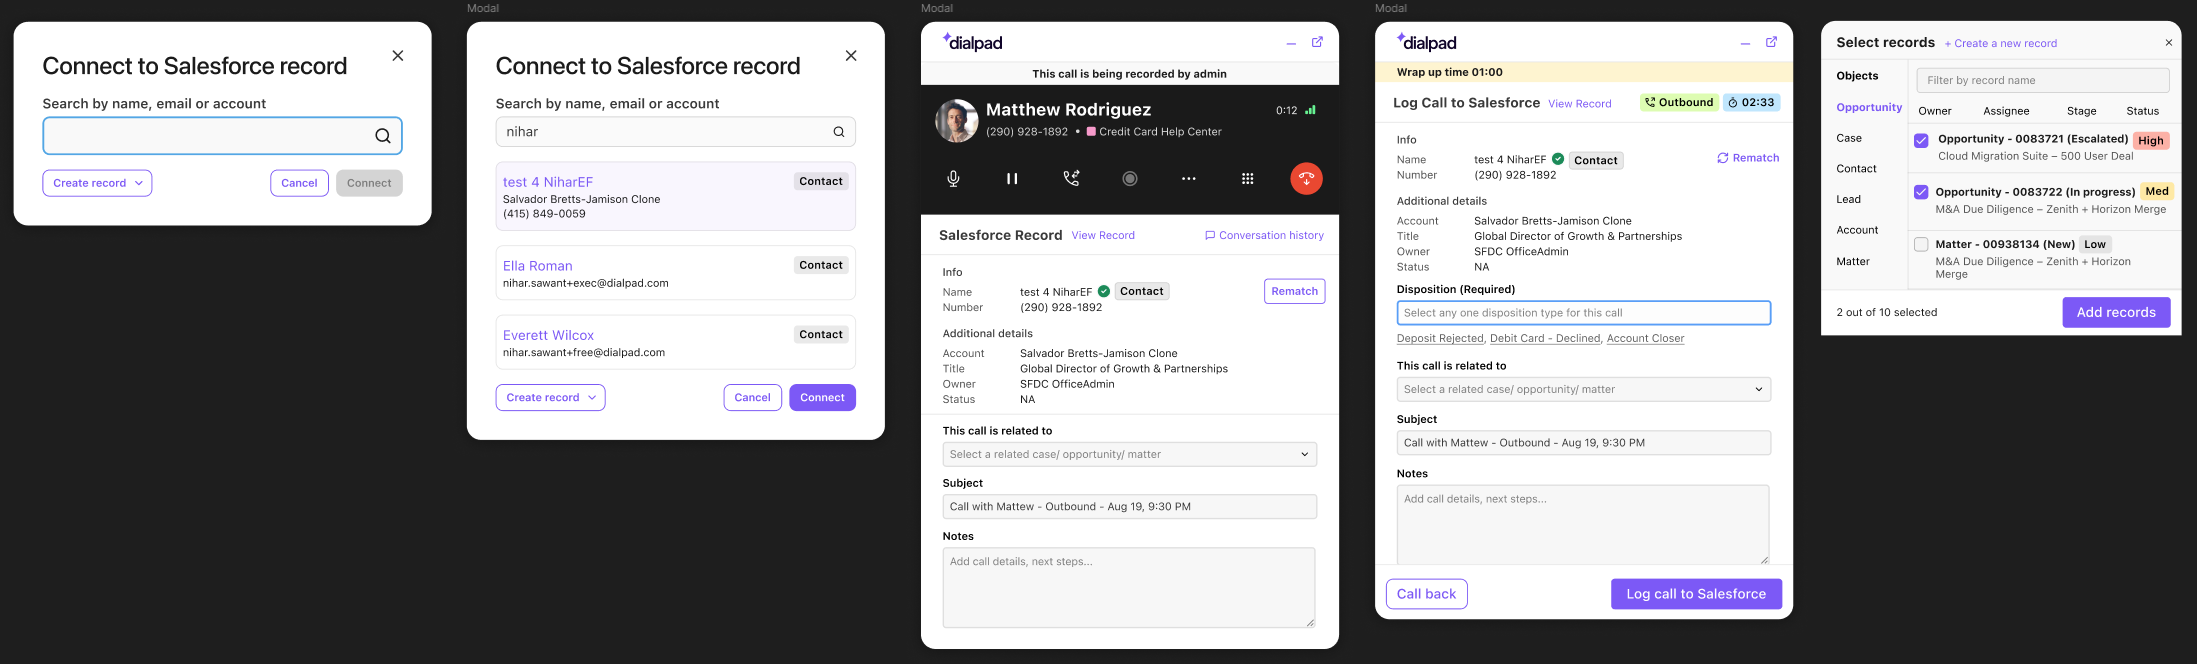 Connect to Salesforce record
Search by name, email or account
Create record
Cancel
Connect
Modal
Connect to Salesforce record
Search by name, email or account
nihar
test 4 NiharEF
Contact
Salvador Bretts-Jamison Clone
(415) 849-0059
Ella Roman
Contact
nihar.sawant+exec@dialpad.com
Everett Wilcox
Contact
nihar.sawant+free@dialpad.com
Create record
Cancel
Connect
Modal
dialpad
This call is being recorded by admin
Matthew Rodriguez
0:12
(290) 928-1892 • Credit Card Help Center
Salesforce Record View Record Conversation history
Info
Name test 4 NiharEF Contact
Rematch
Number (290) 928-1892
Additional details
Account Salvador Bretts-Jamison Clone
Title Global Director of Growth & Partnerships
Owner SFDC OfficeAdmin
Status NA
This call is related to
Select a related case/ opportunity/ matter
Subject
Call with Mattew - Outbound - Aug 19, 9:30 PM
Notes
Add call details, next steps...
Modal
dialpad
Wrap up time 01:00
Log Call to Salesforce View Record Outbound 02:33
Info
Name test 4 NiharEF Contact
Rematch
Number (290) 928-1892
Additional details
Account Salvador Bretts-Jamison Clone
Title Global Director of Growth & Partnerships
Owner SFDC OfficeAdmin
Status NA
Disposition (Required)
Select any one disposition type for this call
Deposit Rejected, Debit Card - Declined, Account Closer
This call is related to
Select a related case/ opportunity/ matter
Subject
Call with Mattew - Outbound - Aug 19, 9:30 PM
Notes
Add call details, next steps...
Call back
Log call to Salesforce
Select records + Create a new record
Objects
Opportunity
Case
Contact
Lead
Account
Matter
Filter by record name
Owner Assignee Stage Status
Opportunity - 0083721 (Escalated) High
Cloud Migration Suite – 500 User Deal
Opportunity - 0083722 (In progress) Med
M&A Due Diligence – Zenith + Horizon Merge
Matter - 00938134 (New) Low
M&A Due Diligence – Zenith + Horizon
Merge
2 out of 10 selected
Add records